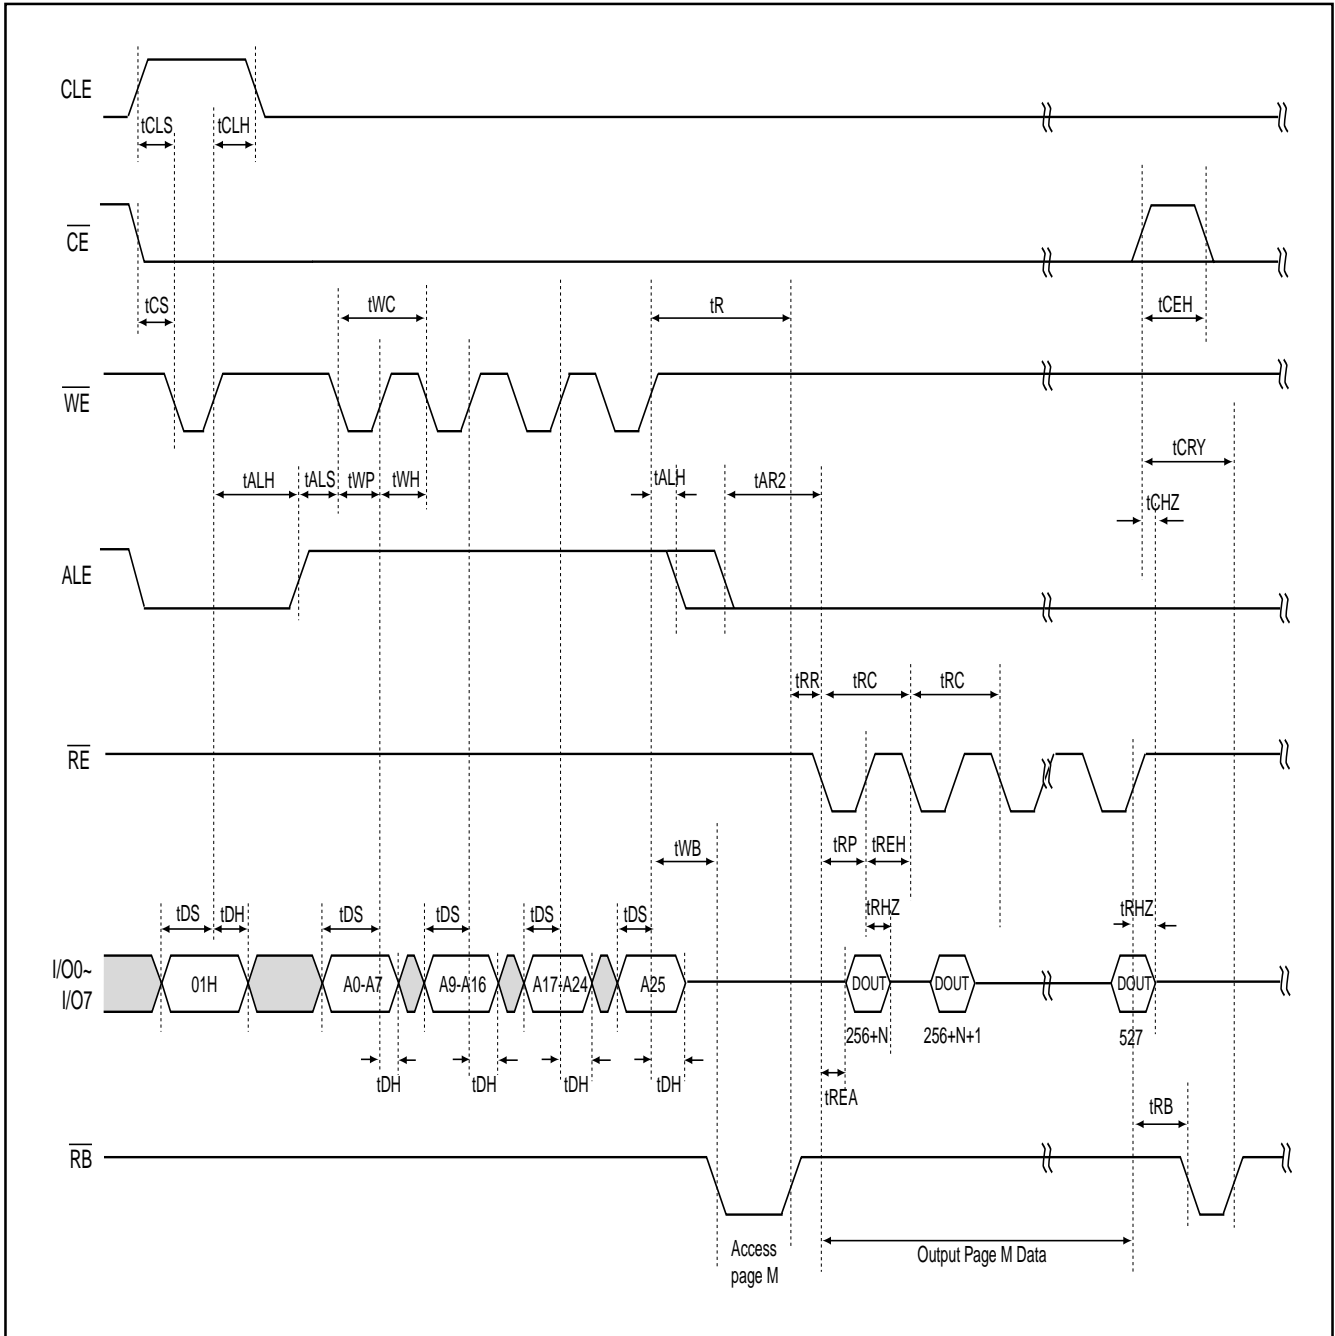 CLE
tCLS
tCLH
CE
tCS
tWC
tR
tCEH
WE
tCRY
tALH
tALS
tWP
tWH
tALH
tAR2
tCHZ
ALE
tRR
tRC
tRC
RE
tWB
tRP
tREH
tDS
tDH
tDS
tDS
tDS
tDS
tRHZ
tRHZ
I/O0~
I/O7
01H
A0-A7
A9-A16
A17-A24
A25
DOUT
DOUT
DOUT
256+N
256+N+1
527
tDH
tDH
tDH
tDH
tREA
tRB
RB
Access
page M
Output Page M Data